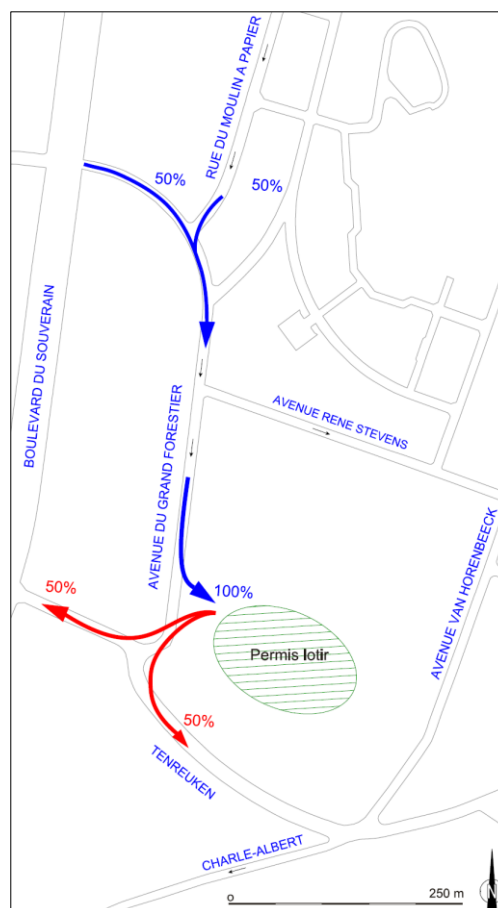 RUE DU MOULIN A PAPIER
50%
50%
BOULEVARD DU SOUVERAIN
AVENUE DU GRAND FORESTIER
AVENUE RENE STEVENS
AVENUE VAN HORENBEECK
50%
100%
Permis lotir
50%
TENREUKEN
CHARLE-ALBERT
O
250 m
N